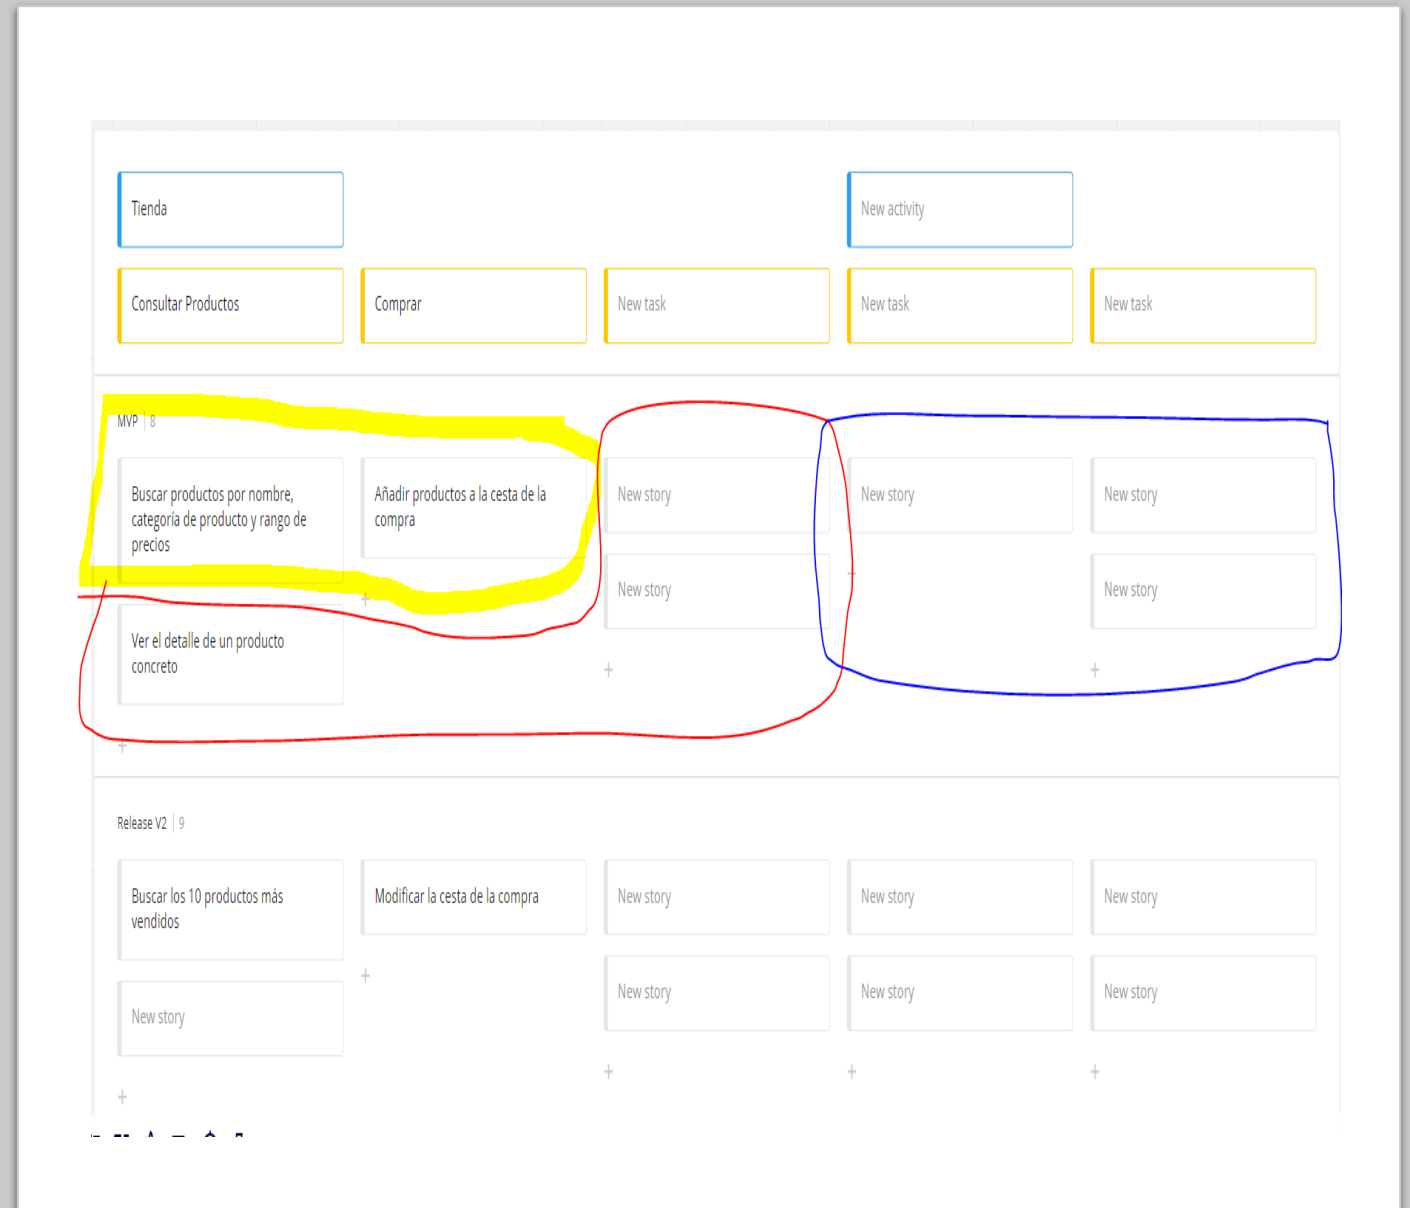 Tienda
New activity
Consultar Productos
Comprar
New task
New task
New task
MVP | 8
Buscar productos por nombre,
categoría de producto y rango de
precios
Añadir productos a la cesta de la
compra
New story
New story
New story
New story
New story
Ver el detalle de un producto
concreto
Release V2 | 9
Buscar los 10 productos más
vendidos
Modificar la cesta de la compra
New story
New story
New story
New story
New story
New story
New story